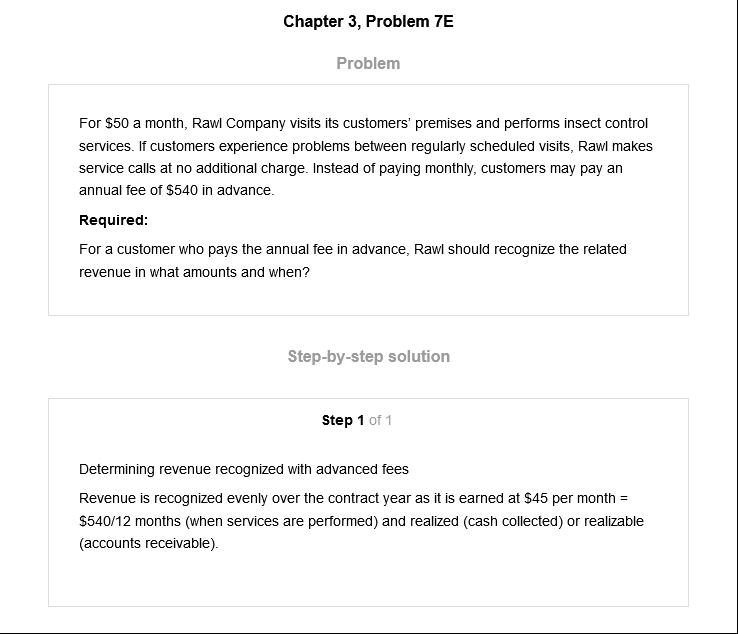 Chapter 3, Problem 7E
Problem
For $50 a month, Rawl Company visits its customers’ premises and performs insect control
services. If customers experience problems between regularly scheduled visits, Rawl makes
service calls at no additional charge. Instead of paying monthly, customers may pay an
annual fee of $540 in advance.
Required:
For a customer who pays the annual fee in advance, Rawl should recognize the related
revenue in what amounts and when?
Step-by-step solution
Step 1 of 1
Determining revenue recognized with advanced fees
Revenue is recognized evenly over the contract year as it is earned at $45 per month =
$540/12 months (when services are performed) and realized (cash collected) or realizable
(accounts receivable).